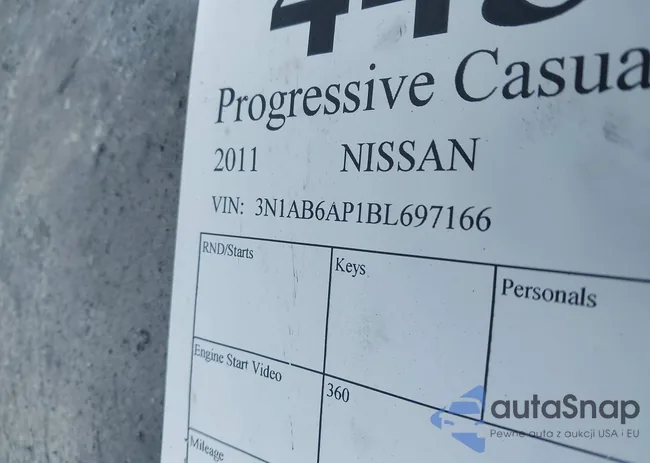 Progressive Casua
2011 NISSAN
VIN: 3N1AB6AP1BL697166
RND/Starts Keys Personals
Engine Start Video 360
Mileage
autaSnap
Pewne auta z aukcji USA i EU